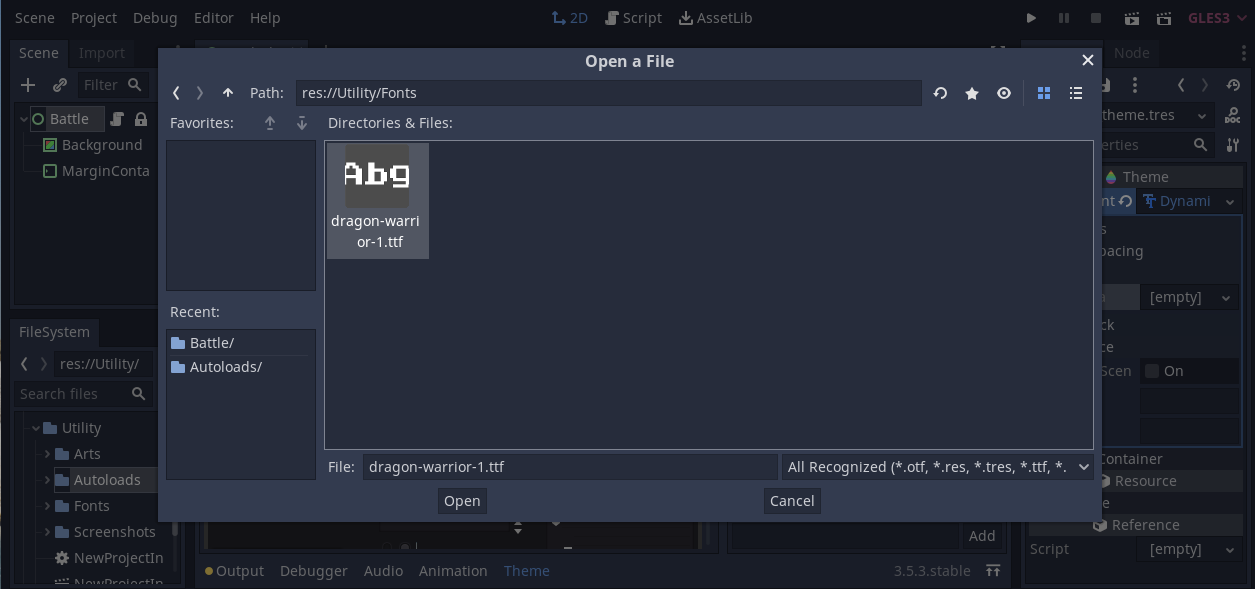 Scene Project Debug Editor Help 2D Script AssetLib GLES3
Scene Import Node
Open a File
Filter
Path: res://Utility/Fonts
Favorites: Directories & Files:
Battle
Background
MarginConta
Abg
dragon-warri
or-1.ttf
theme.tres
erties
Theme
nt Dynami
s
pacing
[empty]
ck
ce
Scen On
Recent:
Battle/
Autoloads/
FileSystem
res://Utility/
Search files
Utility
Arts
Autoloads
Fonts
Screenshots
NewProjectIn
NewProjectIn
File: dragon-warrior-1.ttf All Recognized (*.otf, *.res, *.tres, *.ttf, *.
Open Cancel
Container
Resource
e
Reference
Script [empty]
Add
Output Debugger Audio Animation Theme 3.5.3.stable